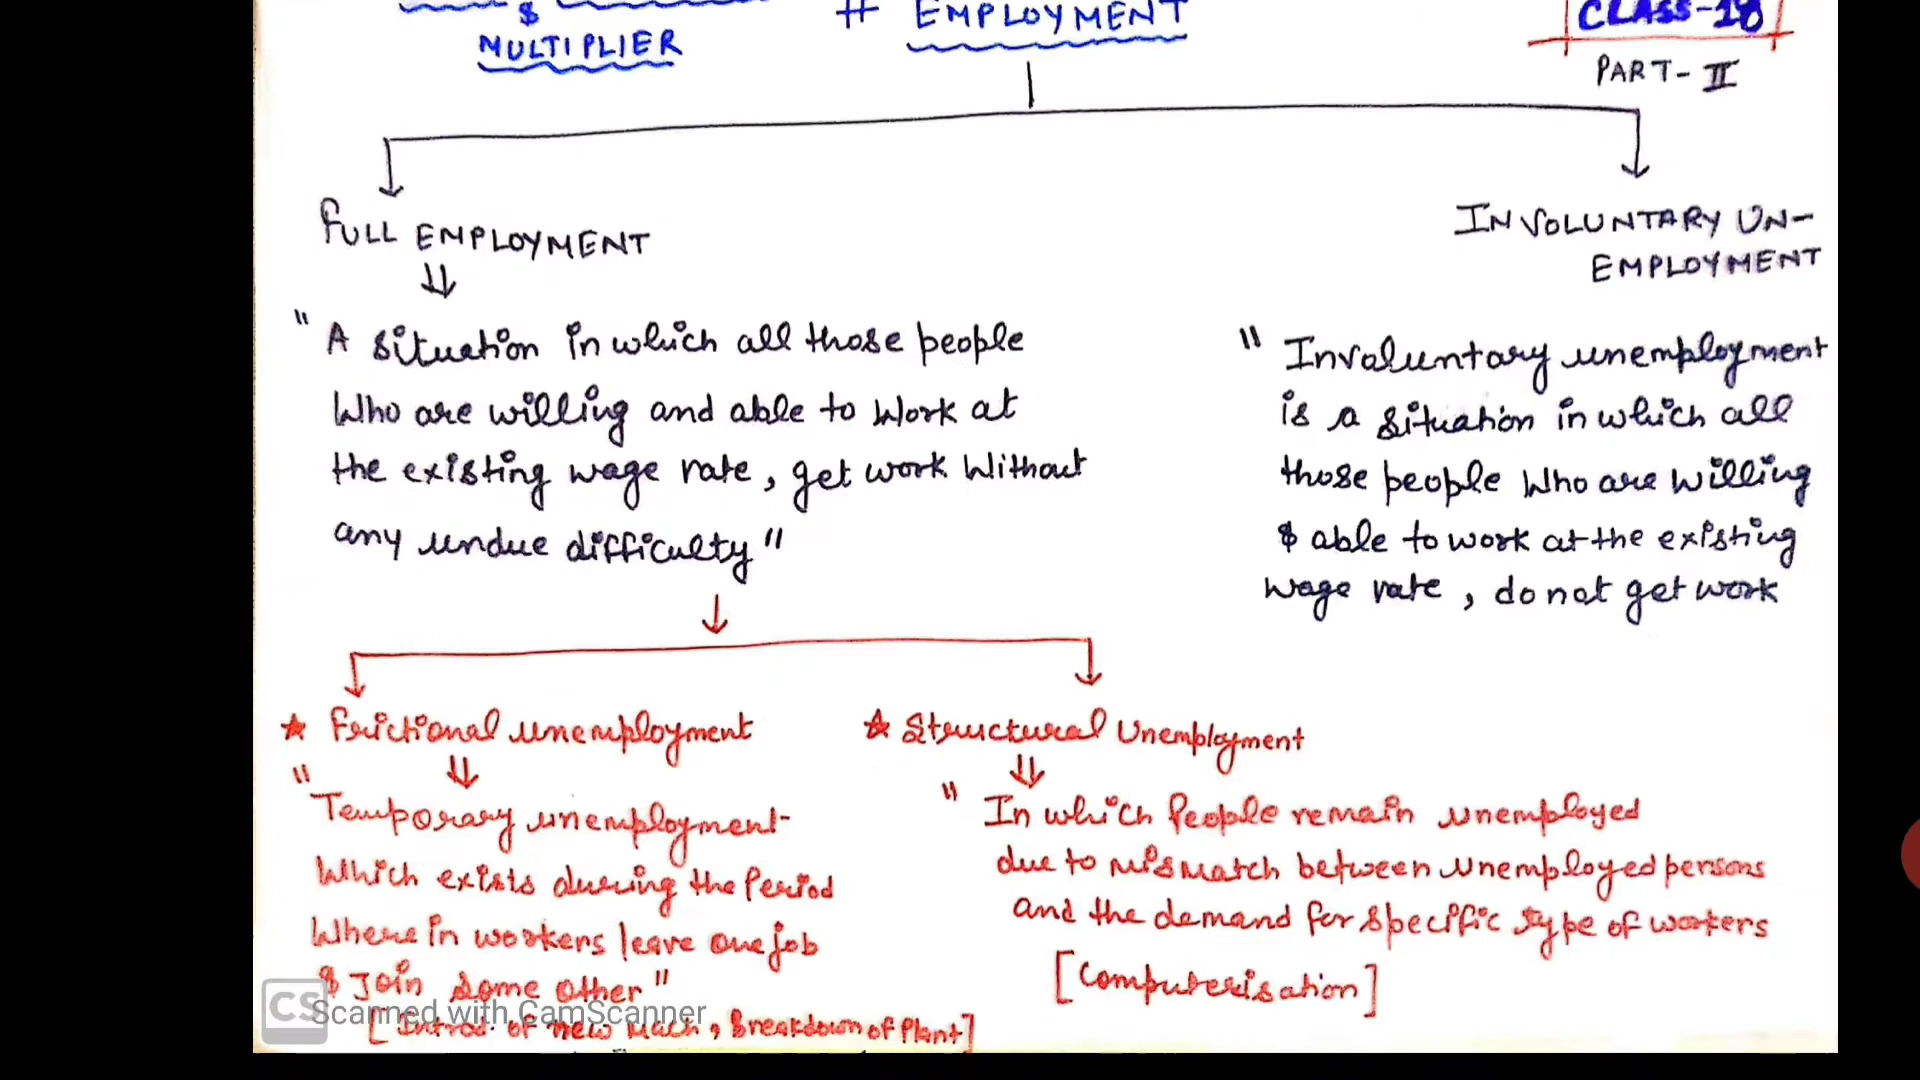 $
MULTIPLIER
# EMPLOYMENT
CLASS-18
PART-II
FULL EMPLOYMENT
INVOLUNTARY UN-
EMPLOYMENT
" A situation in which all those people
Who are willing and able to work at
the existing wage rate, get work Without
any undue difficulty"
" Involuntary unemployment
is a situation in which all
those people Who are willing
$ able to work at the existing
wage rate, do not get work
★ Frictional unemployment
" Temporary unemployment-
Which exists during the Period
Where in workers leave one job
$ Join some other"
[Introd. of new Mach, Breakdown of Plant]
★ Structural Unemployment
" In which People remain unemployed
due to mismatch between unemployed persons
and the demand for specific type of workers
[Computerisation]
CS
Scanned with CamScanner